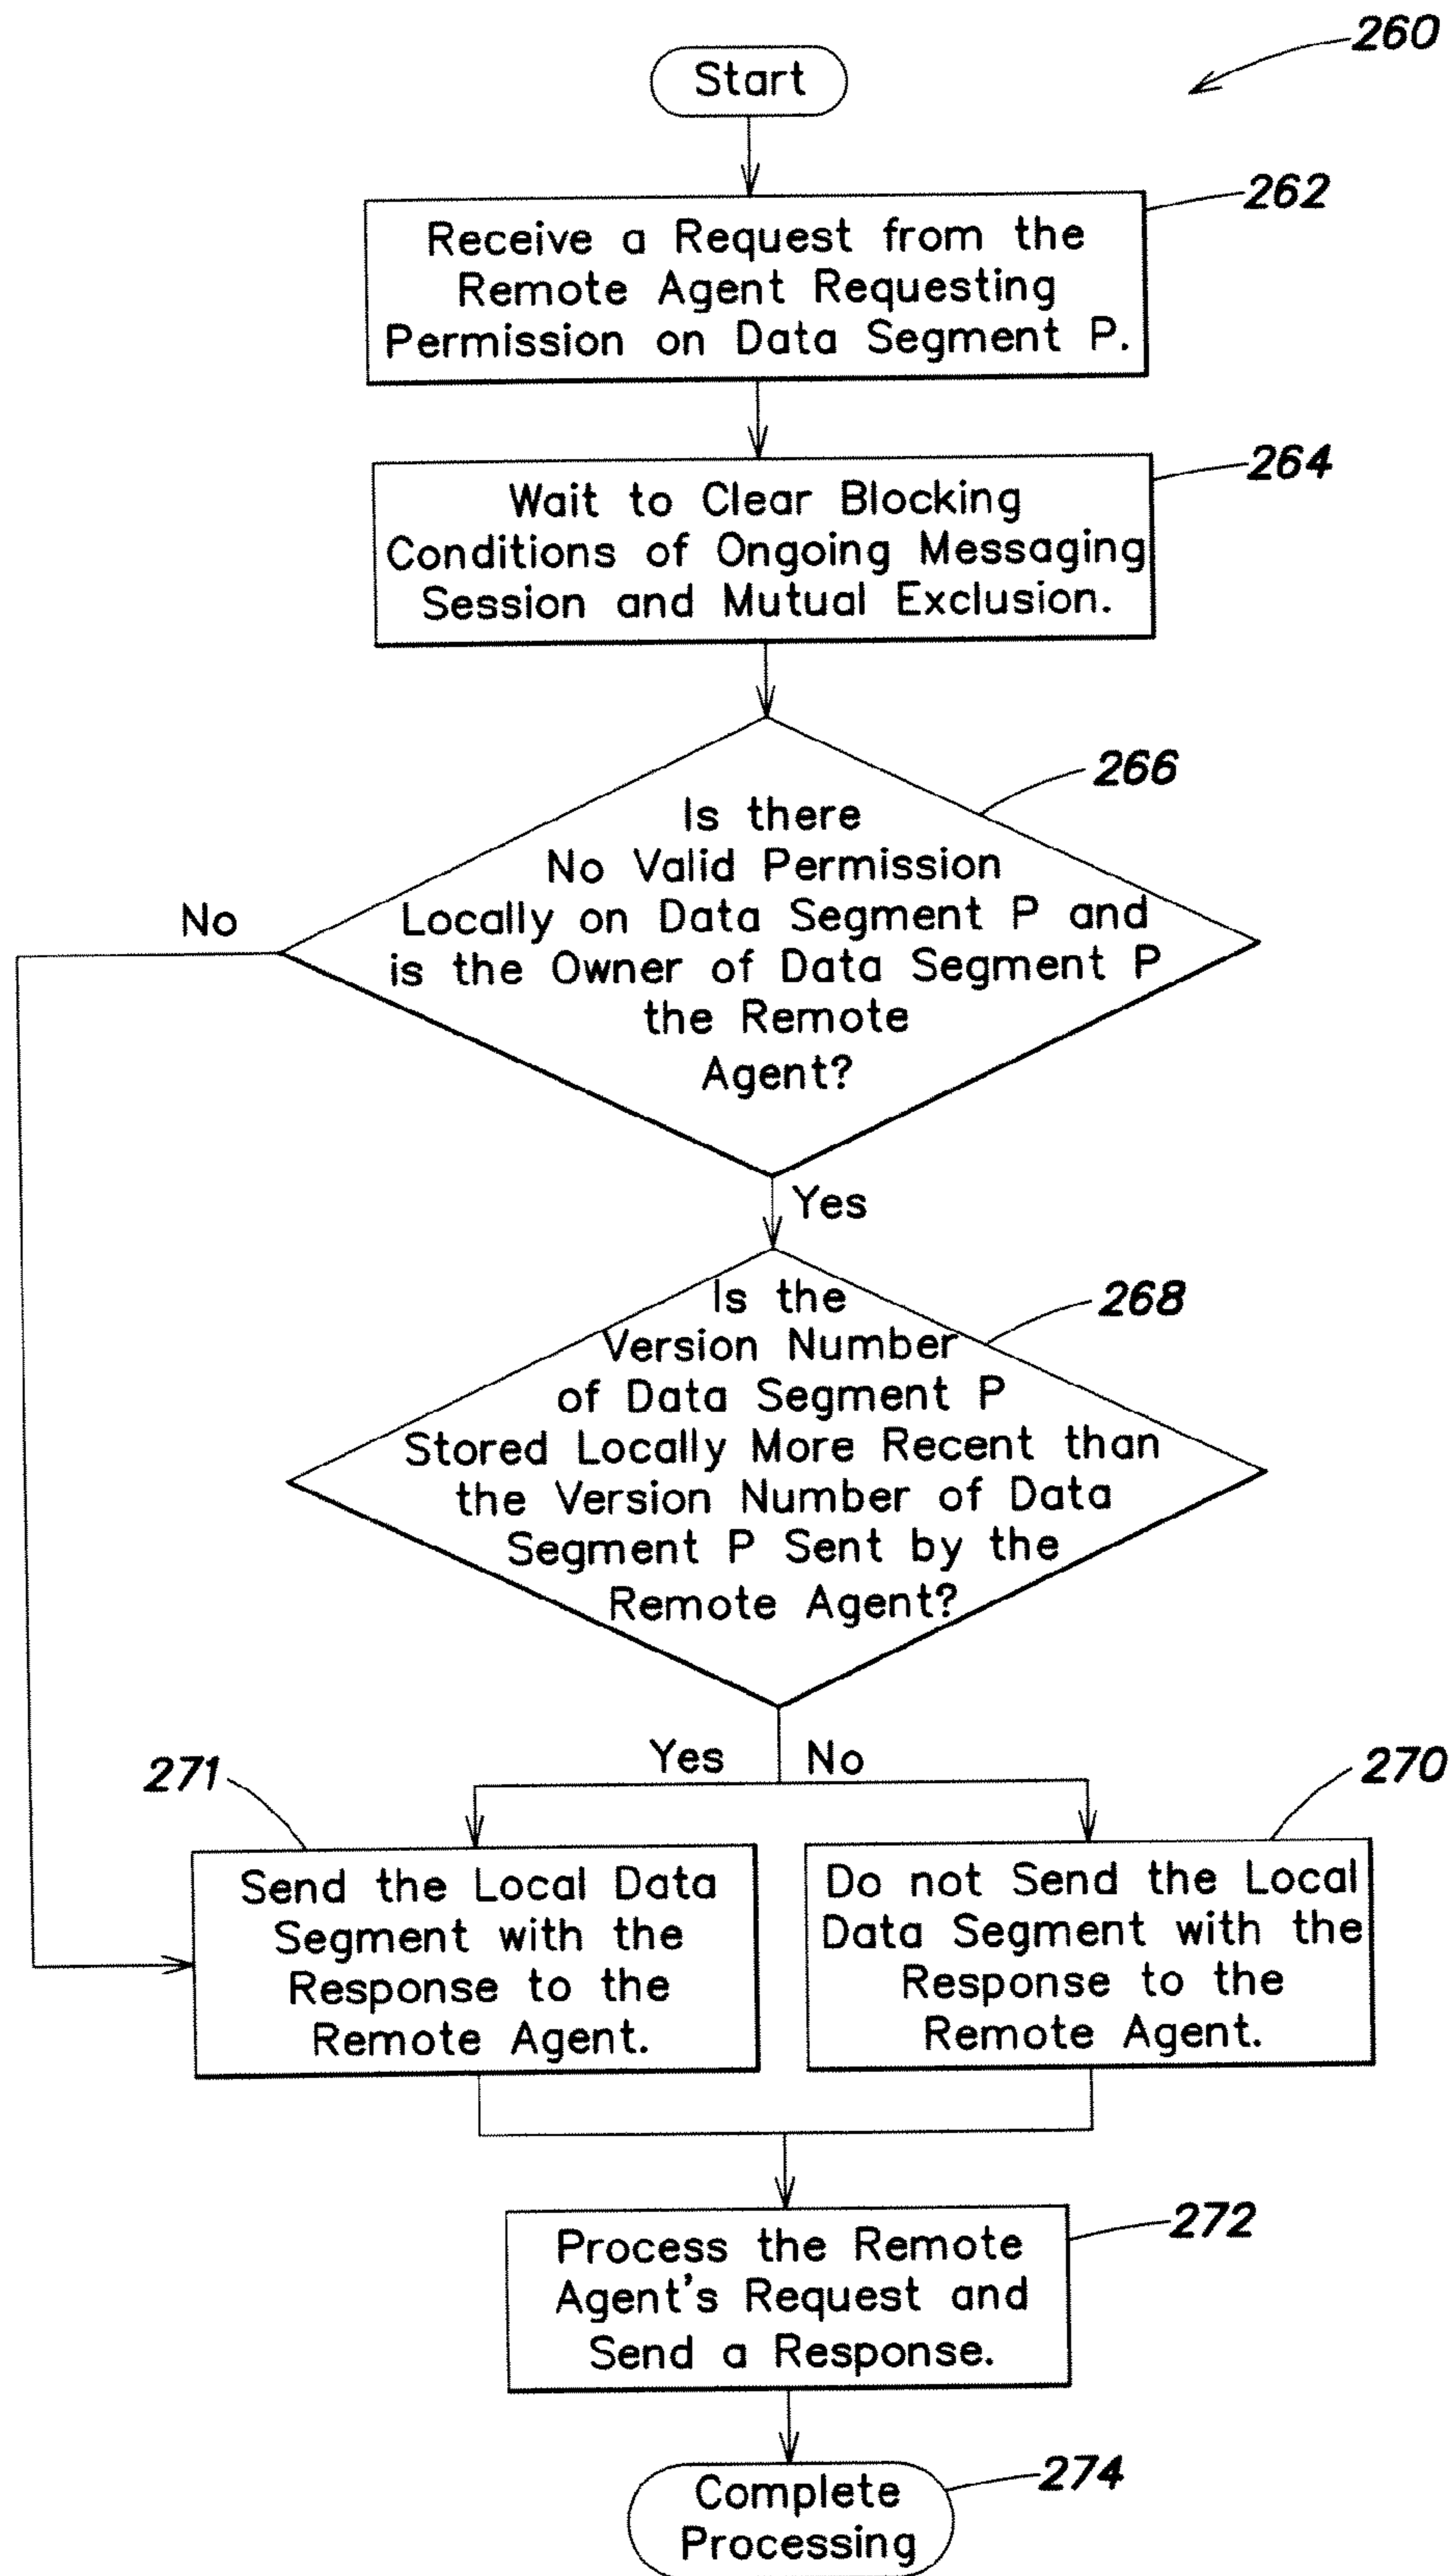 260
Start
262
Receive a Request from the
Remote Agent Requesting
Permission on Data Segment P.
264
Wait to Clear Blocking
Conditions of Ongoing Messaging
Session and Mutual Exclusion.
266
Is there
No Valid Permission
Locally on Data Segment P and
is the Owner of Data Segment P
the Remote
Agent?
No
Yes
268
Is the
Version Number
of Data Segment P
Stored Locally More Recent than
the Version Number of Data
Segment P Sent by the
Remote Agent?
Yes
No
271
270
Send the Local Data
Segment with the
Response to the
Remote Agent.
Do not Send the Local
Data Segment with the
Response to the
Remote Agent.
272
Process the Remote
Agent's Request and
Send a Response.
274
Complete
Processing